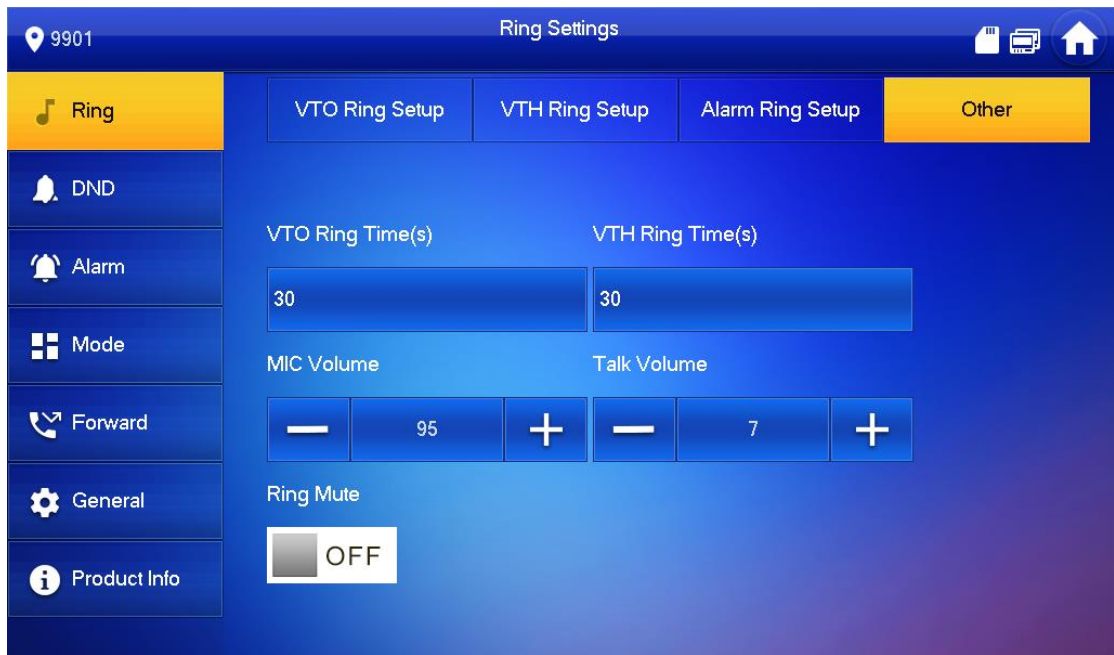 9901
Ring Settings
Ring
VTO Ring Setup
VTH Ring Setup
Alarm Ring Setup
Other
DND
Alarm
Mode
Forward
General
Product Info
VTO Ring Time(s)
VTH Ring Time(s)
30
30
MIC Volume
Talk Volume
95
7
Ring Mute
OFF